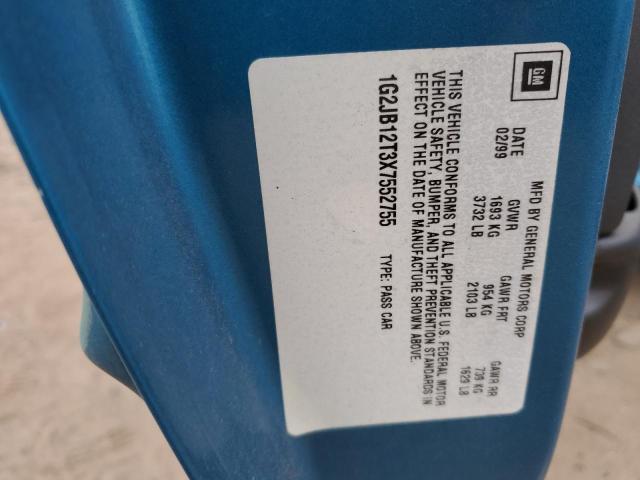 GM
MFD BY GENERAL MOTORS CORP
DATE GVWR GAWR FRT GAWR RR
02/99 1693 KG 954 KG 739 KG
3732 LB 2103 LB 1629 LB
THIS VEHICLE CONFORMS TO ALL APPLICABLE U.S. FEDERAL MOTOR
VEHICLE SAFETY, BUMPER, AND THEFT PREVENTION STANDARDS IN
EFFECT ON THE DATE OF MANUFACTURE SHOWN ABOVE.
1G2JB12T3X7552755 TYPE: PASS CAR